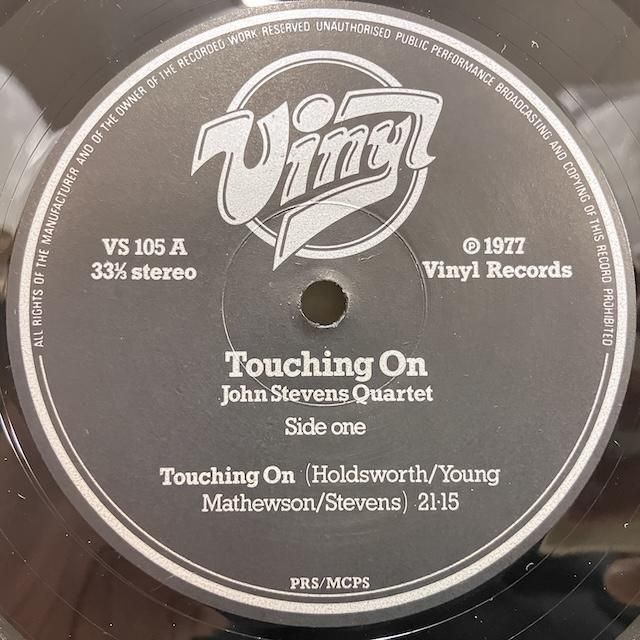 ALL RIGHTS OF THE MANUFACTURER AND OF THE OWNER OF THE RECORDED WORK RESERVED UNAUTHORISED PUBLIC PERFORMANCE BROADCASTING AND COPYING OF THIS RECORD PROHIBITED
Vinyl
VS 105 A
33⅓ stereo
℗ 1977
Vinyl Records
Touching On
John Stevens Quartet
Side one
Touching On (Holdsworth/Young
Mathewson/Stevens) 21·15
PRS/MCPS